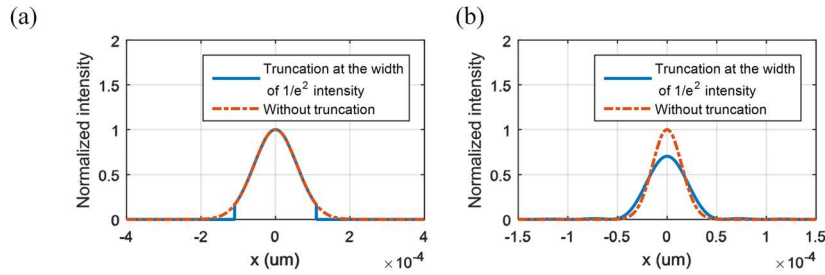 (a)
2
1.5
1
0.5
0
Normalized intensity
Truncation at the width
of 1/e² intensity
Without truncation
-4 -2 0 2 4
x (um)
×10⁻⁴
(b)
2
1.5
1
0.5
0
Normalized intensity
Truncation at the width
of 1/e² intensity
Without truncation
-1.5 -1 -0.5 0 0.5 1 1.5
x (um)
×10⁻⁴